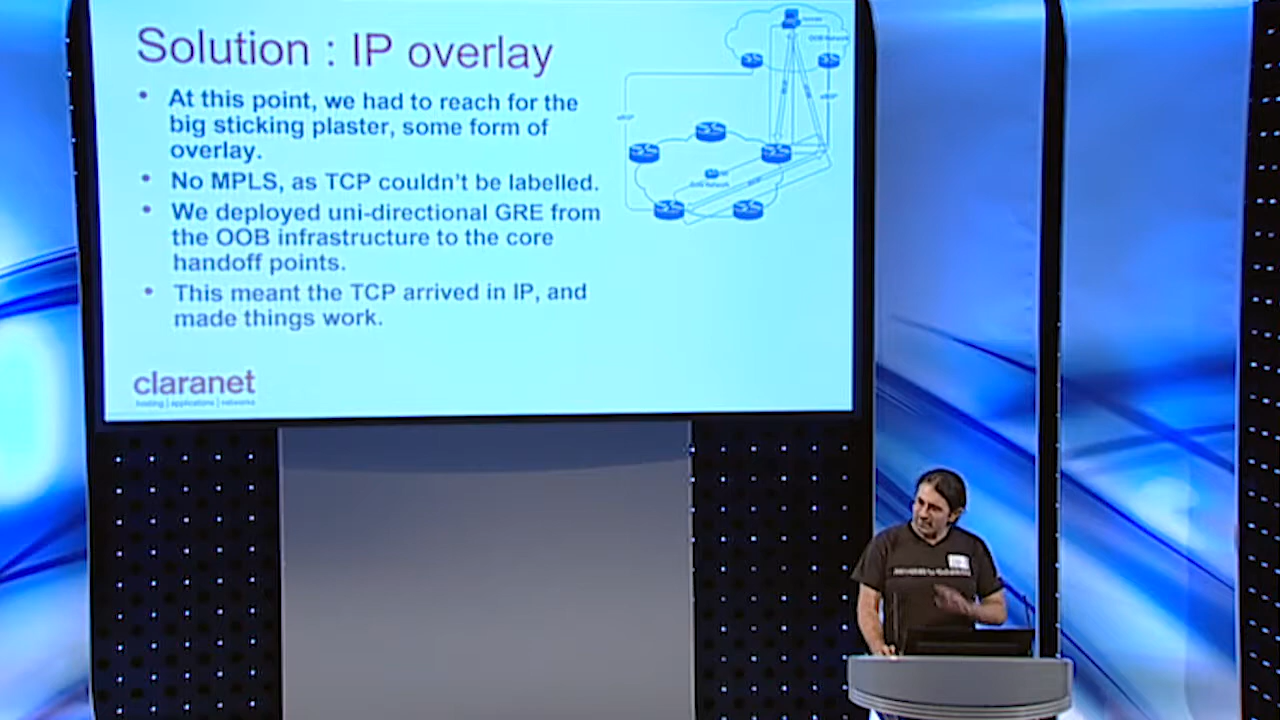 Solution : IP overlay
• At this point, we had to reach for the
big sticking plaster, some form of
overlay.
• No MPLS, as TCP couldn't be labelled.
• We deployed uni-directional GRE from
the OOB infrastructure to the core
handoff points.
• This meant the TCP arrived in IP, and
made things work.
claranet
hosting | applications | networks
OOB Network